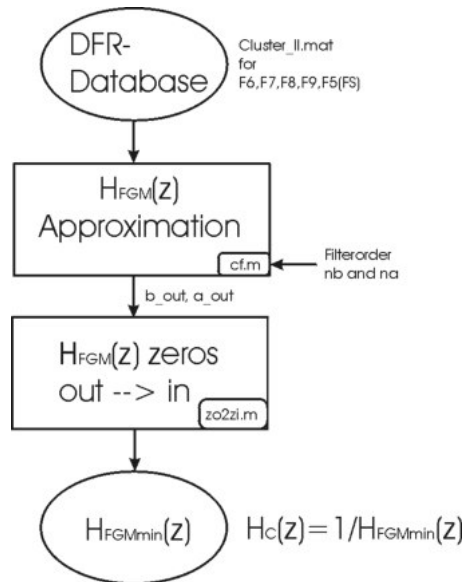 DFR-
Database
Cluster_II.mat
for
F6,F7,F8,F9,F5(FS)
HFGM(z)
Approximation
cf.m
Filterorder
nb and na
b_out, a_out
HFGM(z) zeros
out --> in
zo2zi.m
HFGMmin(z)
HC(z)=1/HFGMmin(z)